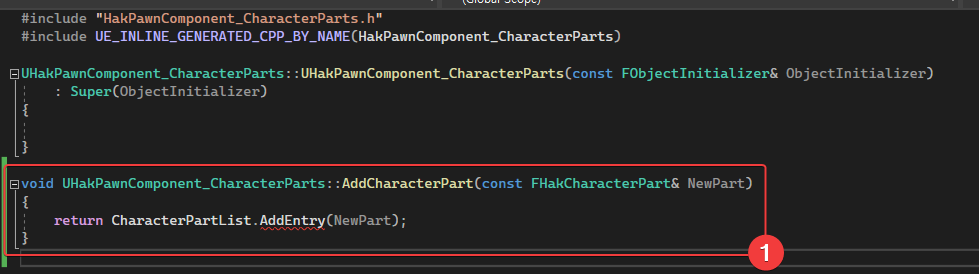 (Global Scope)
#include "HakPawnComponent_CharacterParts.h"
#include UE_INLINE_GENERATED_CPP_BY_NAME(HakPawnComponent_CharacterParts)
UHakPawnComponent_CharacterParts::UHakPawnComponent_CharacterParts(const FObjectInitializer& ObjectInitializer)
: Super(ObjectInitializer)
{
}
void UHakPawnComponent_CharacterParts::AddCharacterPart(const FHakCharacterPart& NewPart)
{
return CharacterPartList.AddEntry(NewPart);
}
1